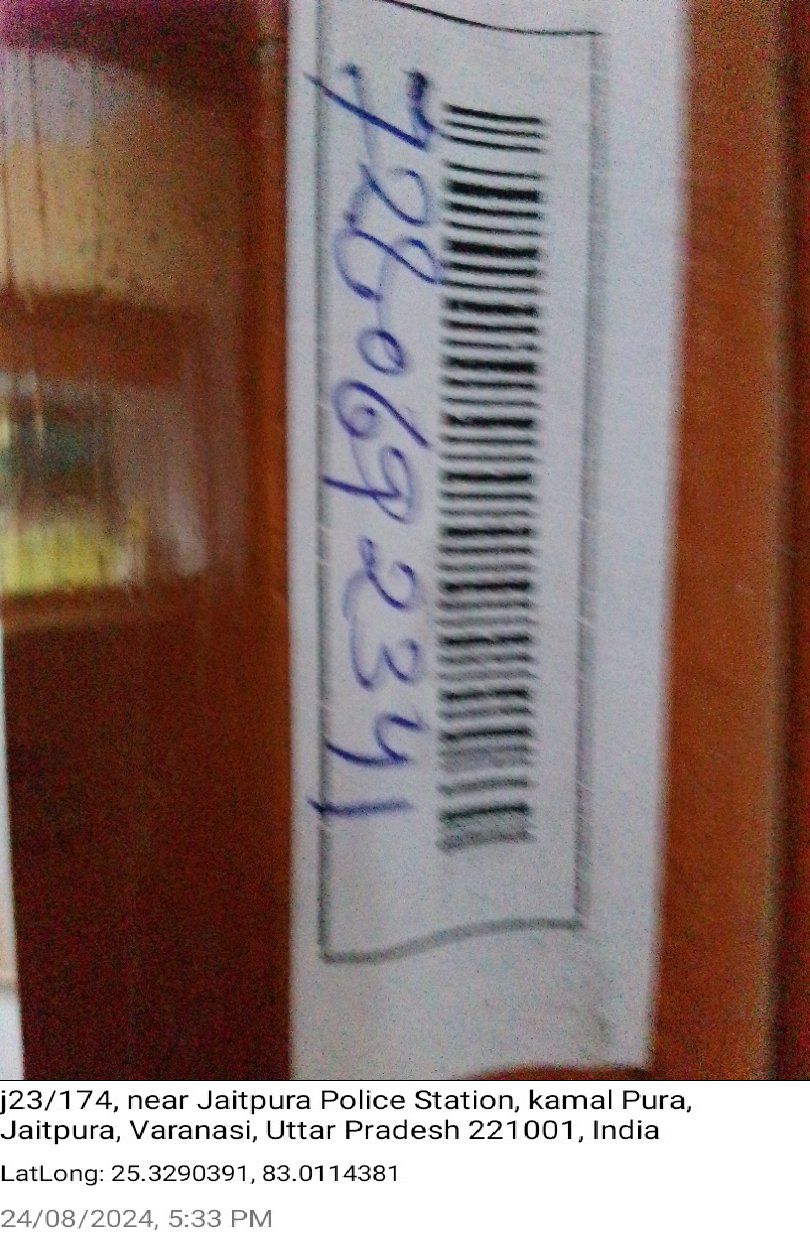 7280692341
j23/174, near Jaitpura Police Station, kamal Pura,
Jaitpura, Varanasi, Uttar Pradesh 221001, India
LatLong: 25.3290391, 83.0114381
24/08/2024, 5:33 PM